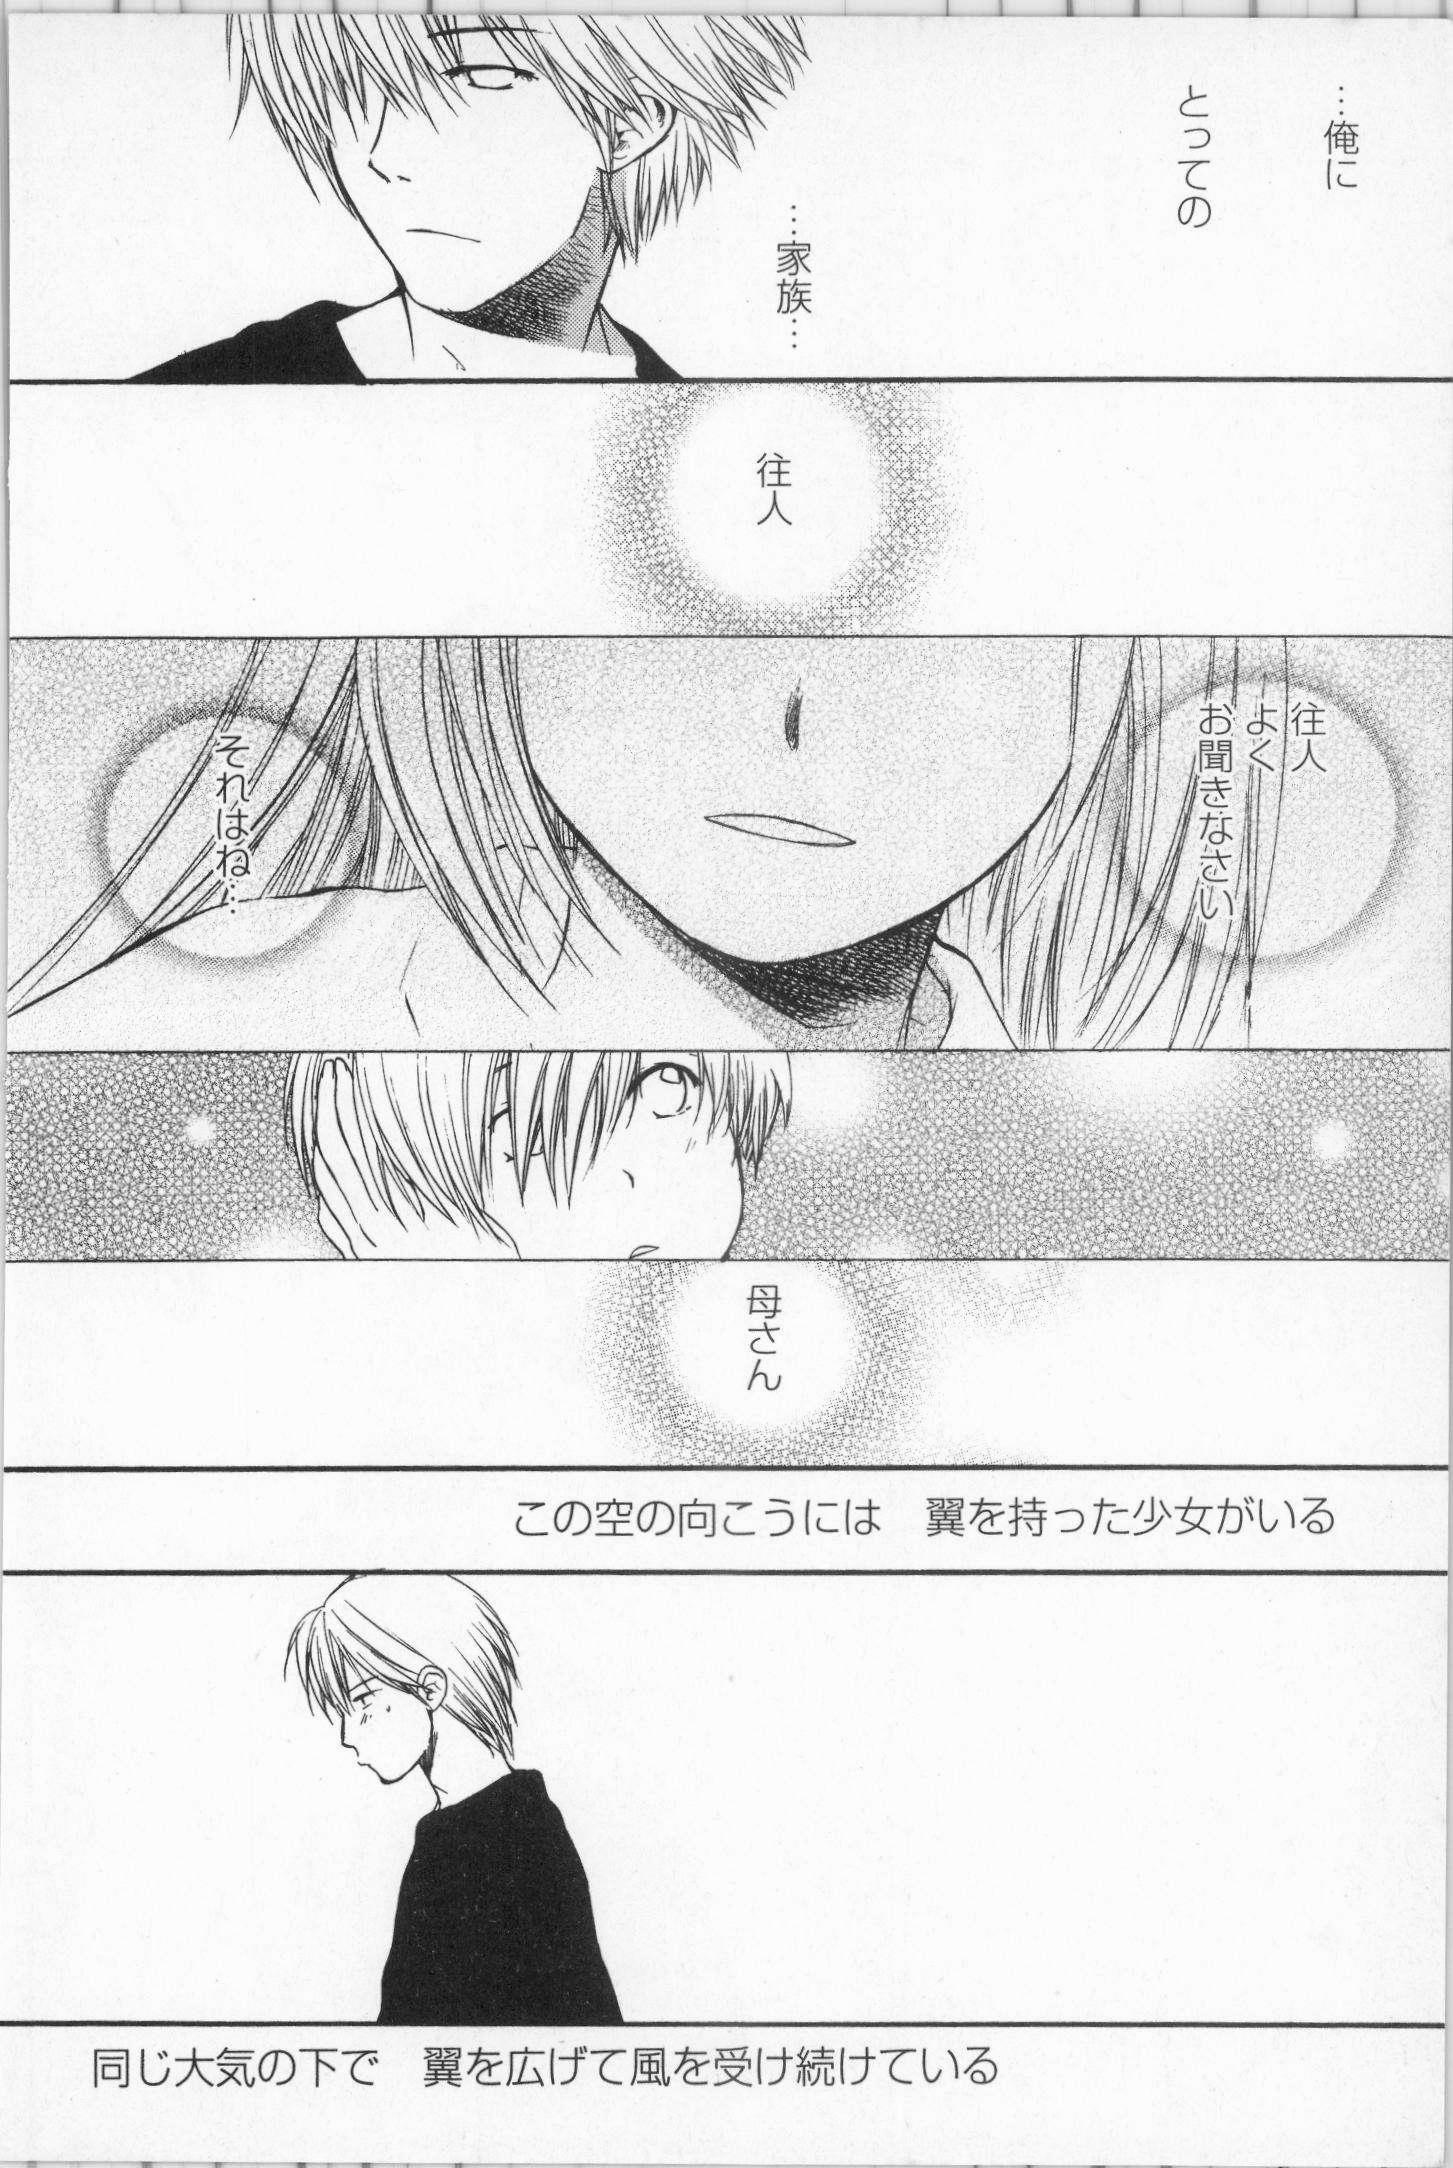 …俺に
とっての
…家族…
往人
往人
よく
お聞きなさい
それはね…
母さん
この空の向こうには　翼を持った少女がいる
同じ大気の下で　翼を広げて風を受け続けている